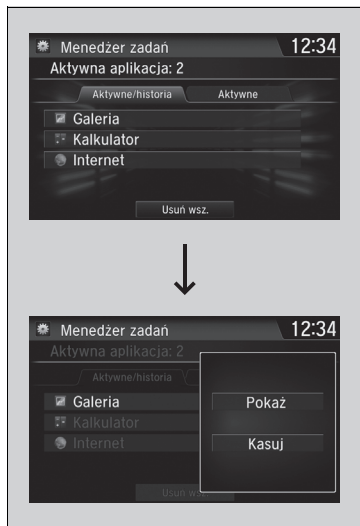 Menedżer zadań 12:34
Aktywna aplikacja: 2
Aktywne/historia Aktywne
Galeria
Kalkulator
Internet
Usuń wsz.
Menedżer zadań 12:34
Aktywna aplikacja: 2
Aktywne/historia
Galeria Pokaż
Kalkulator
Internet Kasuj
Usuń wsz.